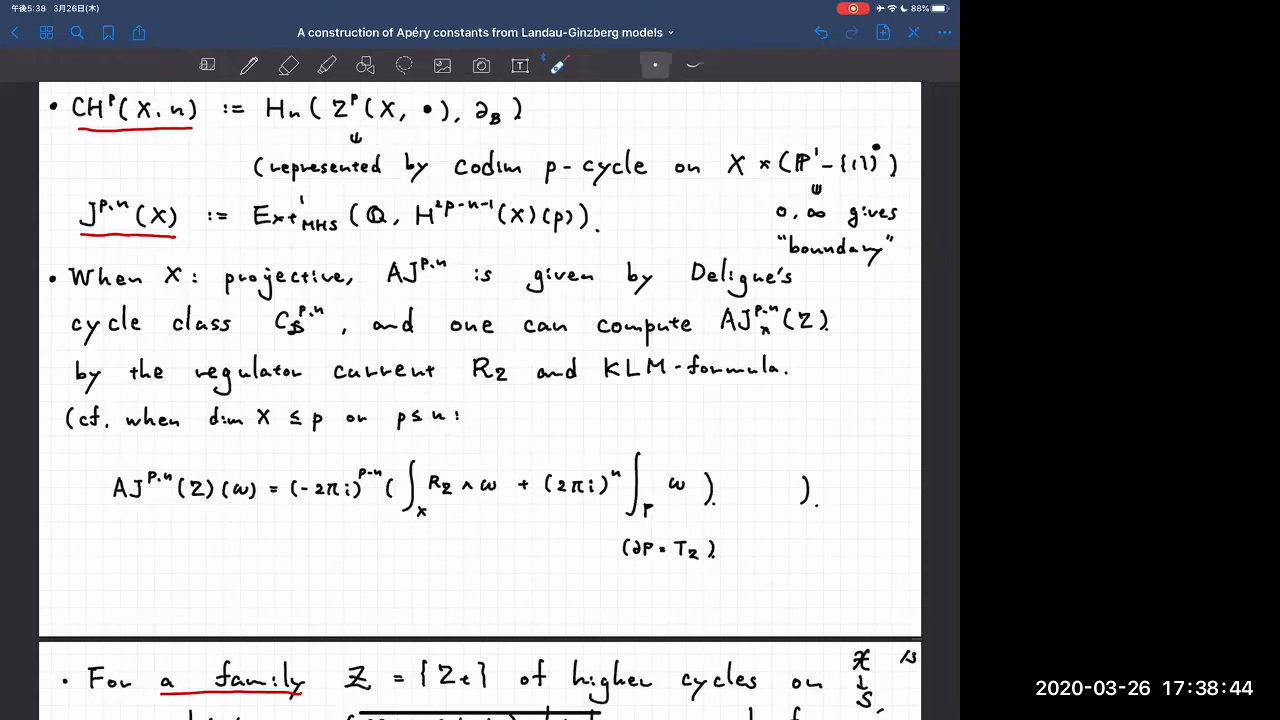 午後5:38 3月26日(木)
88%
A construction of Apéry constants from Landau-Ginzberg models
• CH^p(X, n) := H_n( Z^p(X, •), ∂_B )
(represented by codim p-cycle on X × (ℙ^1 - {1})^•)
0, ∞ gives
"boundary"
J^{p,n}(X) := Ext^1_{MHS}(ℚ, H^{2p-n-1}(X)(p)).
• When X: projective, AJ^{p,n} is given by Deligne's
cycle class C_𝒟^{p,n}, and one can compute AJ_X^{p,n}(Z)
by the regulator current R_Z and KLM-formula.
(cf. when dim X ≤ p or p ≤ n:
AJ^{p,n}(Z)(ω) = (-2πi)^{p-n} ( ∫_X R_Z ∧ ω + (2πi)^n ∫_Γ ω ). ).
(∂Γ = T_Z).
• For a family Z = {Z_t} of higher cycles on 𝒳 ↓ S,
2020-03-26 17:38:44